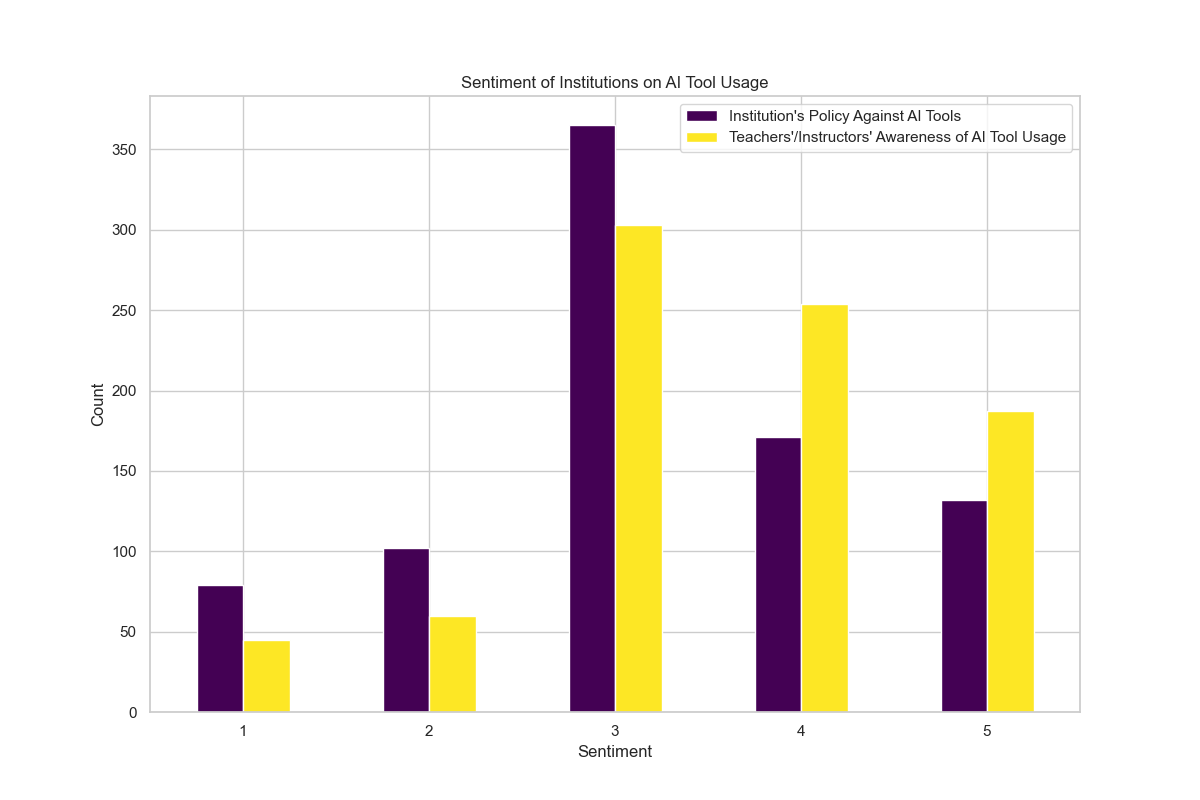 Sentiment of Institutions on AI Tool Usage
Institution's Policy Against AI Tools
Teachers'/Instructors' Awareness of AI Tool Usage
Count
350
300
250
200
150
100
50
0
1 2 3 4 5
Sentiment